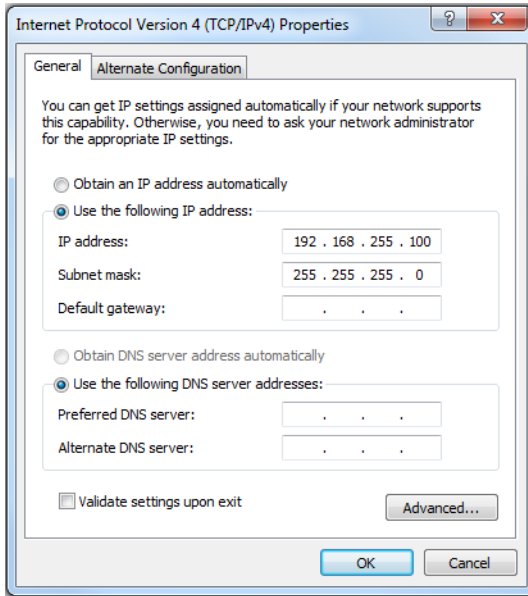 Internet Protocol Version 4 (TCP/IPv4) Properties
General
Alternate Configuration
You can get IP settings assigned automatically if your network supports
this capability. Otherwise, you need to ask your network administrator
for the appropriate IP settings.
Obtain an IP address automatically
Use the following IP address:
IP address: 192 . 168 . 255 . 100
Subnet mask: 255 . 255 . 255 . 0
Default gateway: . . .
Obtain DNS server address automatically
Use the following DNS server addresses:
Preferred DNS server: . . .
Alternate DNS server: . . .
Validate settings upon exit
Advanced...
OK
Cancel